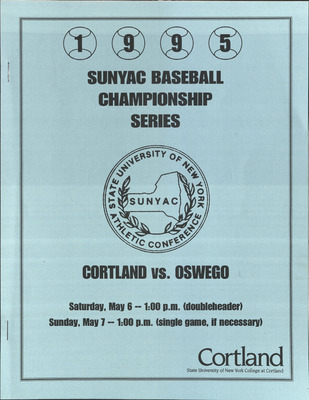 1 9 9 5
SUNYAC BASEBALL
CHAMPIONSHIP
SERIES
STATE UNIVERSITY OF NEW YORK
SUNYAC
ATHLETIC CONFERENCE
CORTLAND vs. OSWEGO
Saturday, May 6 -- 1:00 p.m. (doubleheader)
Sunday, May 7 -- 1:00 p.m. (single game, if necessary)
Cortland
State University of New York College at Cortland